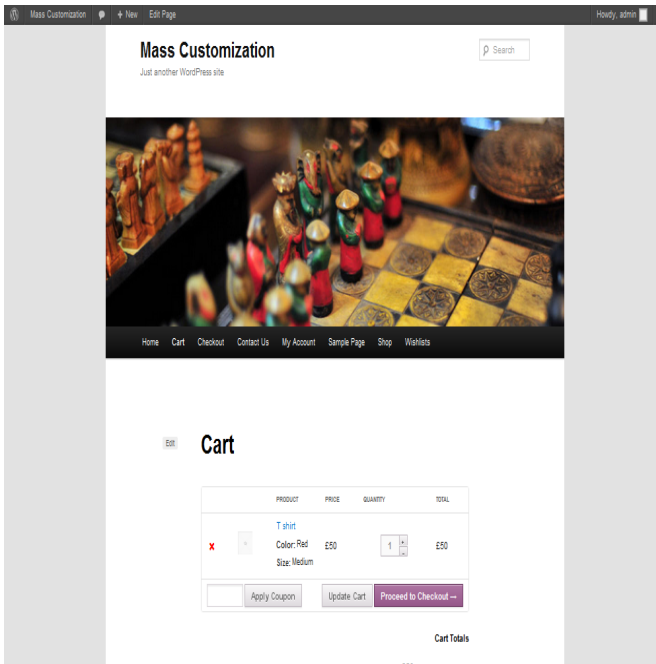 Mass Customization + New Edit Page Howdy, admin
Mass Customization
Just another WordPress site
Search
Home Cart Checkout Contact Us My Account Sample Page Shop Wishlists
Edit
Cart
PRODUCT PRICE QUANTITY TOTAL
T shirt
Color: Red
Size: Medium
× £50 1 + - £50
Apply Coupon Update Cart Proceed to Checkout →
Cart Totals